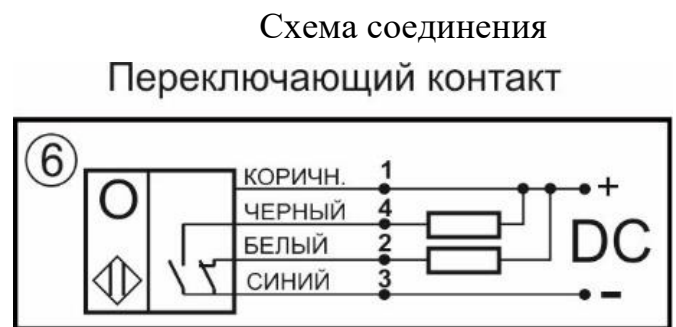 Схема соединения
Переключающий контакт
6
О
КОРИЧН. 1 +
ЧЕРНЫЙ 4
БЕЛЫЙ 2
DC
СИНИЙ 3 -